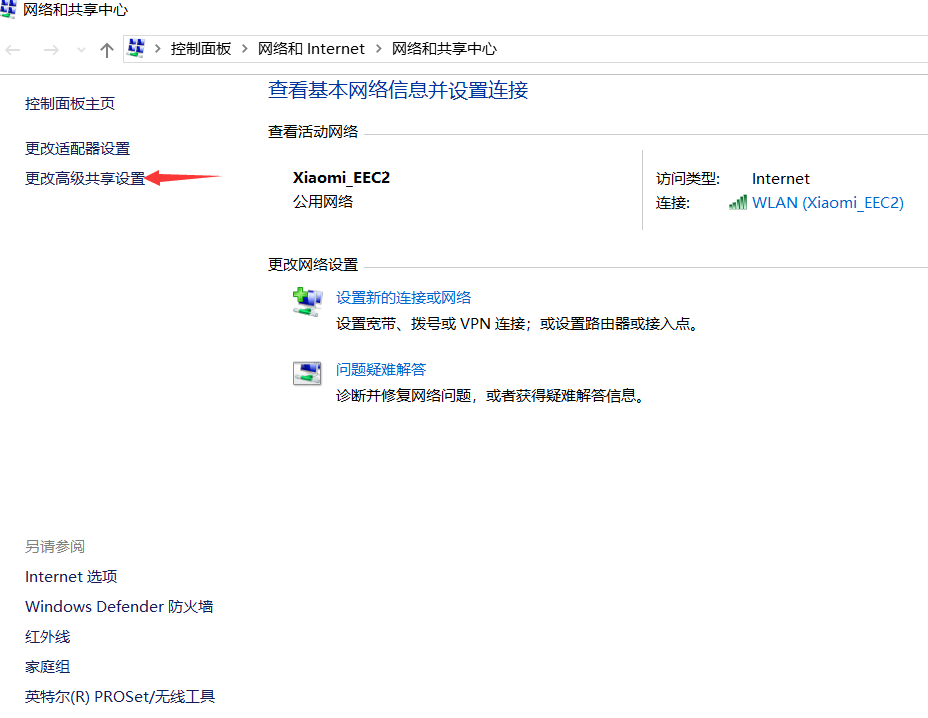 网络和共享中心
控制面板 > 网络和 Internet > 网络和共享中心
控制面板主页
更改适配器设置
更改高级共享设置
查看基本网络信息并设置连接
查看活动网络
Xiaomi_EEC2
公用网络
访问类型: Internet
连接: WLAN (Xiaomi_EEC2)
更改网络设置
设置新的连接或网络
设置宽带、拨号或 VPN 连接；或设置路由器或接入点。
问题疑难解答
诊断并修复网络问题，或者获得疑难解答信息。
另请参阅
Internet 选项
Windows Defender 防火墙
红外线
家庭组
英特尔(R) PROSet/无线工具